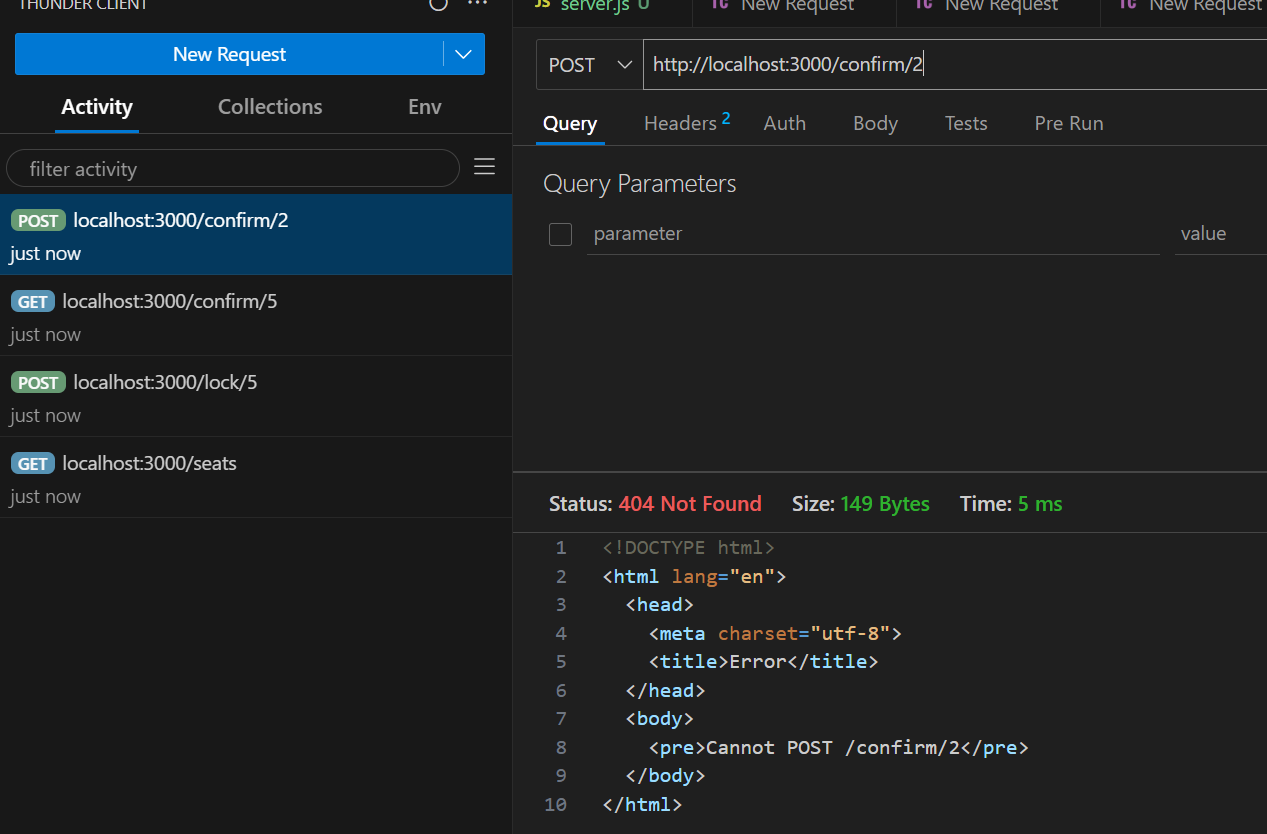 THUNDER CLIENT
New Request
Activity Collections Env
filter activity
POST localhost:3000/confirm/2
just now
GET localhost:3000/confirm/5
just now
POST localhost:3000/lock/5
just now
GET localhost:3000/seats
just now
JS server.js U TC New Request TC New Request TC New Request
POST http://localhost:3000/confirm/2
Query Headers 2 Auth Body Tests Pre Run
Query Parameters
parameter value
Status: 404 Not Found Size: 149 Bytes Time: 5 ms
1 <!DOCTYPE html>
2 <html lang="en">
3 <head>
4 <meta charset="utf-8">
5 <title>Error</title>
6 </head>
7 <body>
8 <pre>Cannot POST /confirm/2</pre>
9 </body>
10 </html>